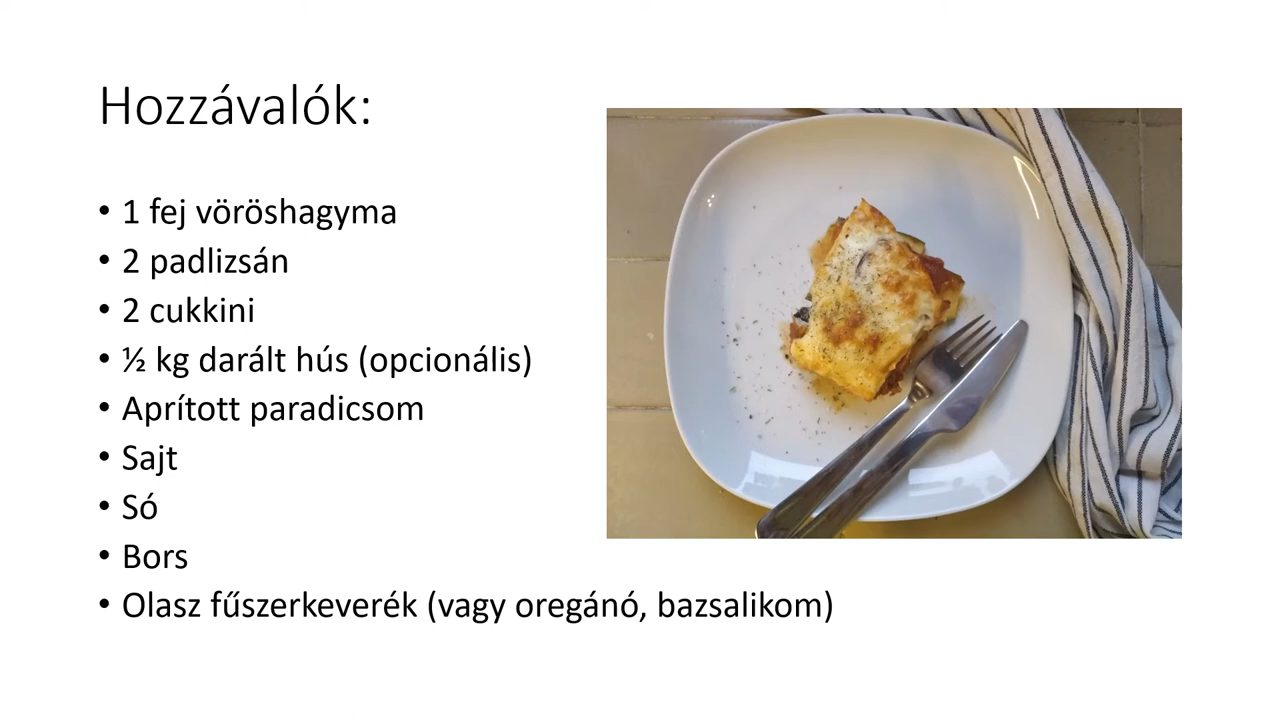 Hozzávalók:
• 1 fej vöröshagyma
• 2 padlizsán
• 2 cukkini
• ½ kg darált hús (opcionális)
• Aprított paradicsom
• Sajt
• Só
• Bors
• Olasz fűszerkeverék (vagy oregánó, bazsalikom)